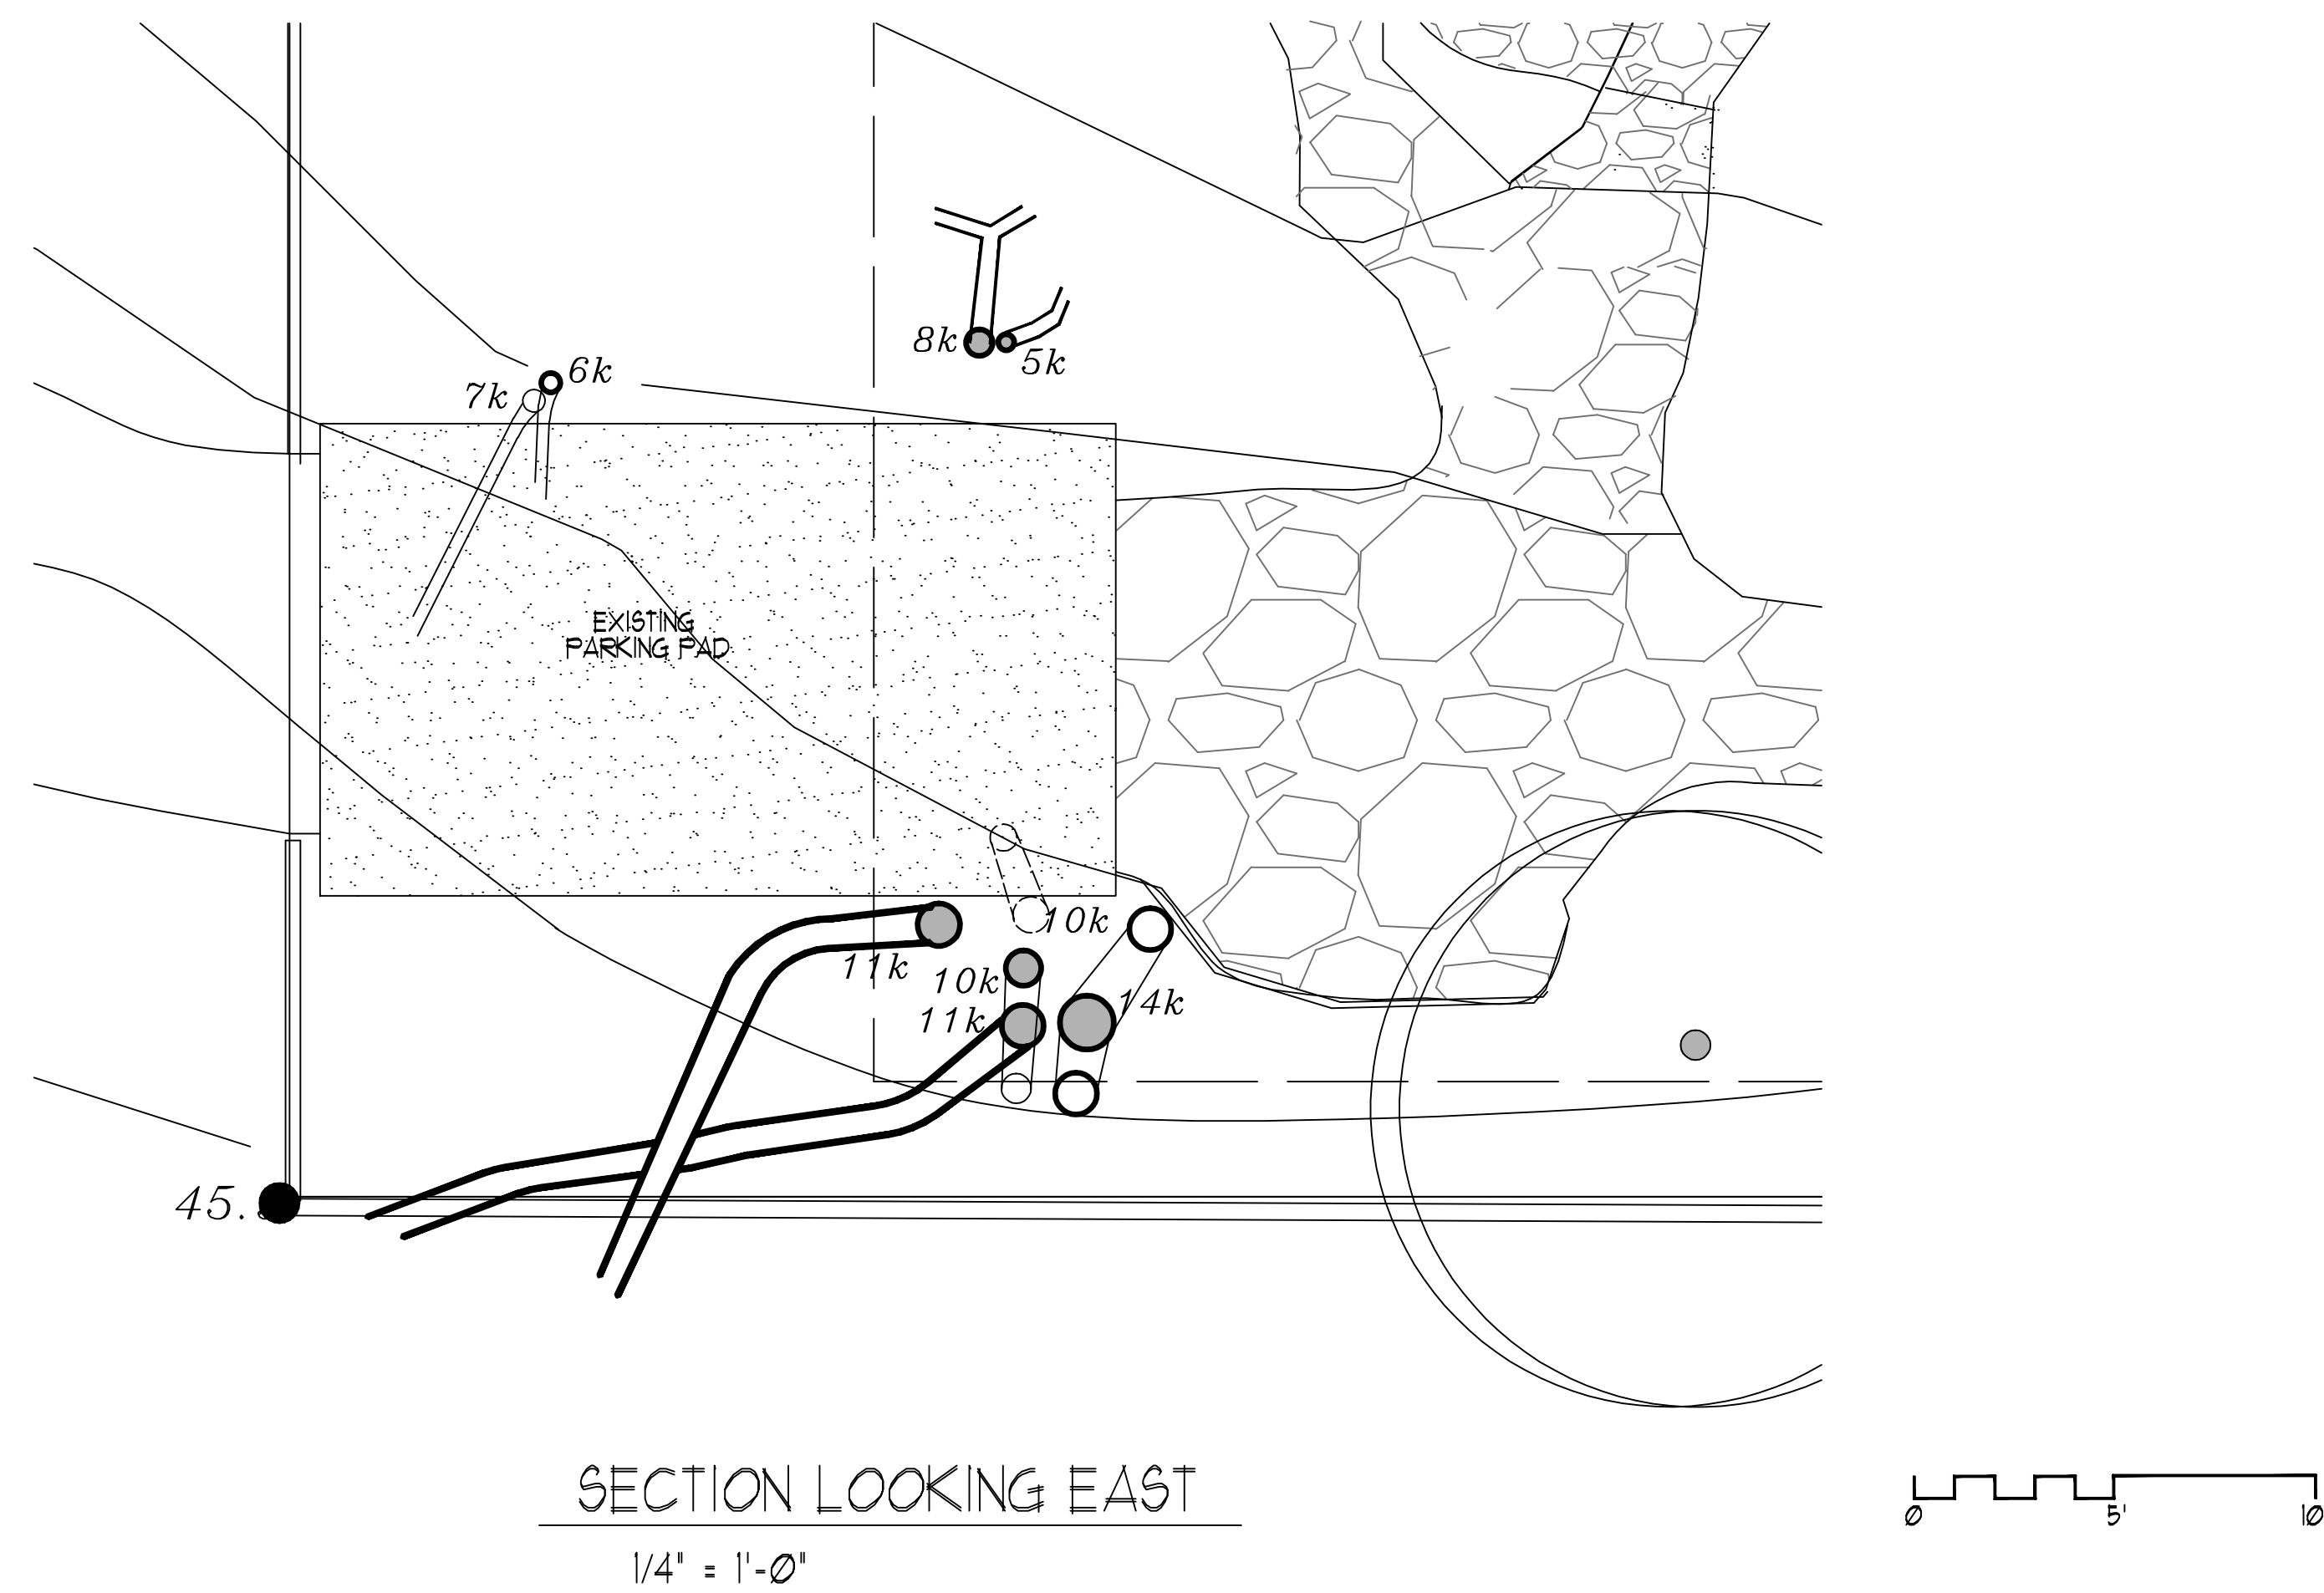 8k
5k
6k
7k
EXISTING
PARKING PAD
10k
11k
10k
14k
11k
45.
SECTION LOOKING EAST
1/4" = 1'-0"
0 5' 10